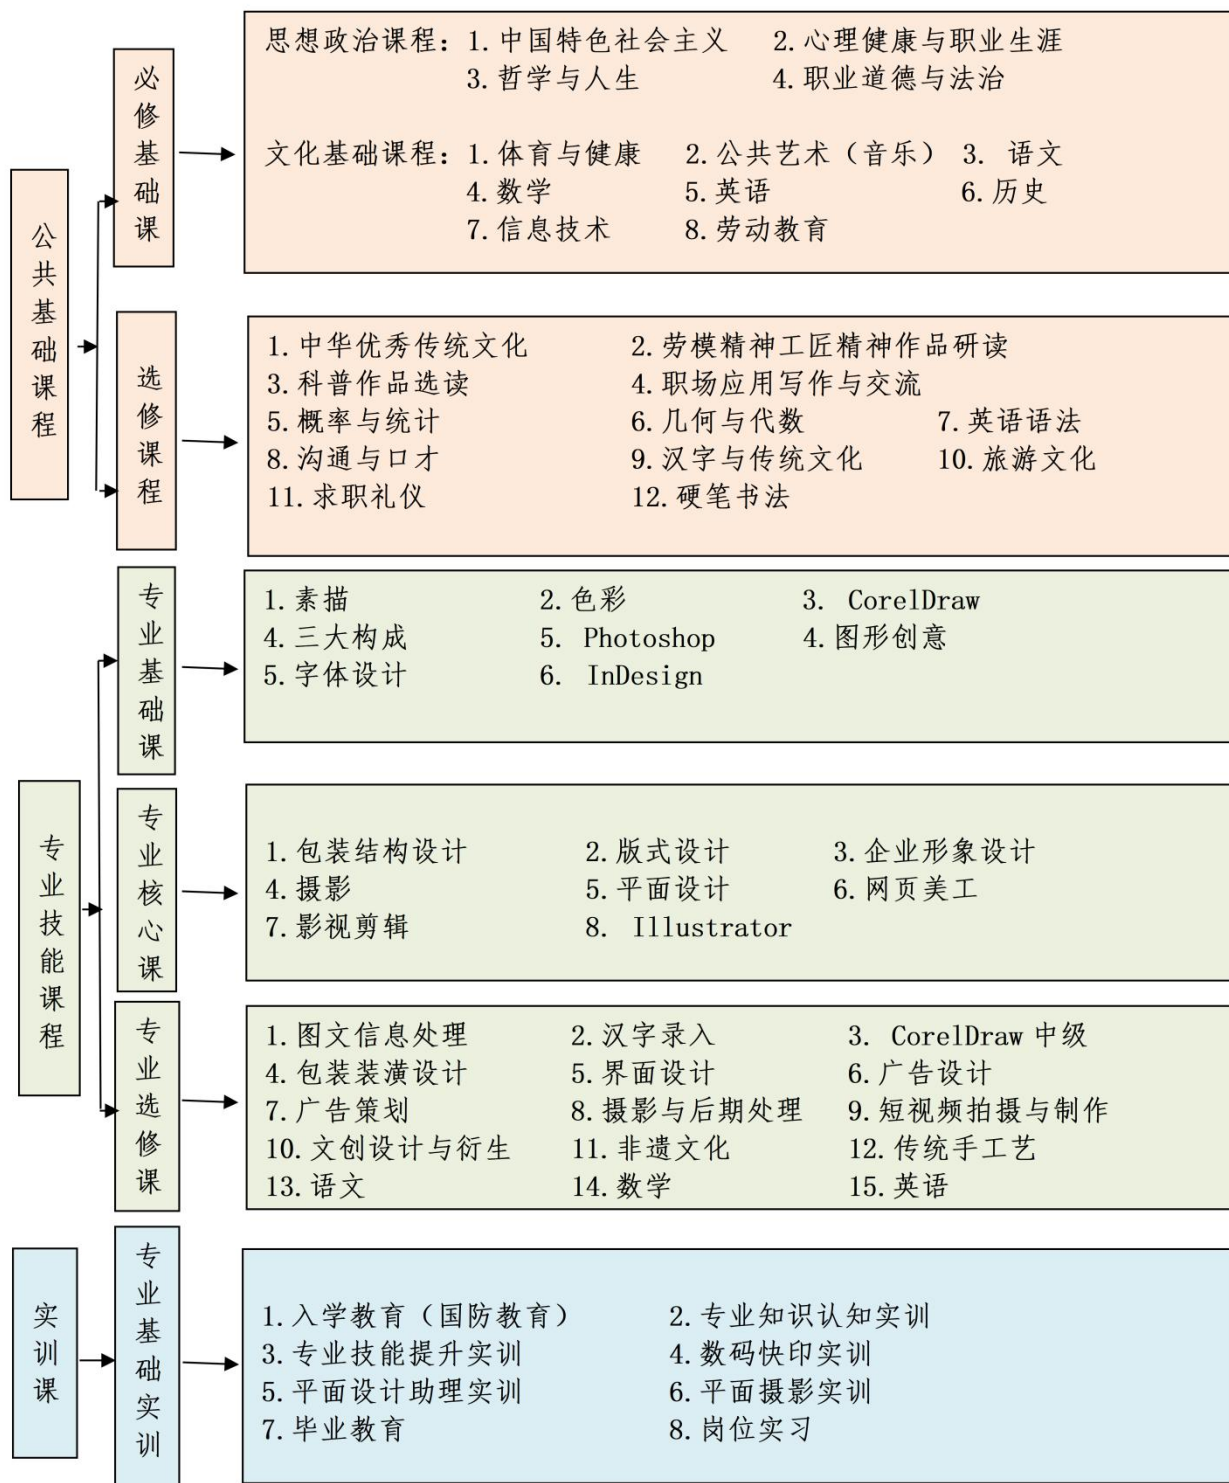 公共基础课程
必修基础课
思想政治课程：1.中国特色社会主义 2.心理健康与职业生涯
3.哲学与人生 4.职业道德与法治
文化基础课程：1.体育与健康 2.公共艺术（音乐） 3. 语文
4.数学 5.英语 6.历史
7.信息技术 8.劳动教育
选修课程
1.中华优秀传统文化 2.劳模精神工匠精神作品研读
3.科普作品选读 4.职场应用写作与交流
5.概率与统计 6.几何与代数 7.英语语法
8.沟通与口才 9.汉字与传统文化 10.旅游文化
11.求职礼仪 12.硬笔书法
专业技能课程
专业基础课
1.素描 2.色彩 3. CorelDraw
4.三大构成 5. Photoshop 4.图形创意
5.字体设计 6. InDesign
专业核心课
1.包装结构设计 2.版式设计 3.企业形象设计
4.摄影 5.平面设计 6.网页美工
7.影视剪辑 8. Illustrator
专业选修课
1.图文信息处理 2.汉字录入 3. CorelDraw 中级
4.包装装潢设计 5.界面设计 6.广告设计
7.广告策划 8.摄影与后期处理 9.短视频拍摄与制作
10.文创设计与衍生 11.非遗文化 12.传统手工艺
13.语文 14.数学 15.英语
实训课
专业基础实训
1.入学教育（国防教育） 2.专业知识认知实训
3.专业技能提升实训 4.数码快印实训
5.平面设计助理实训 6.平面摄影实训
7.毕业教育 8.岗位实习